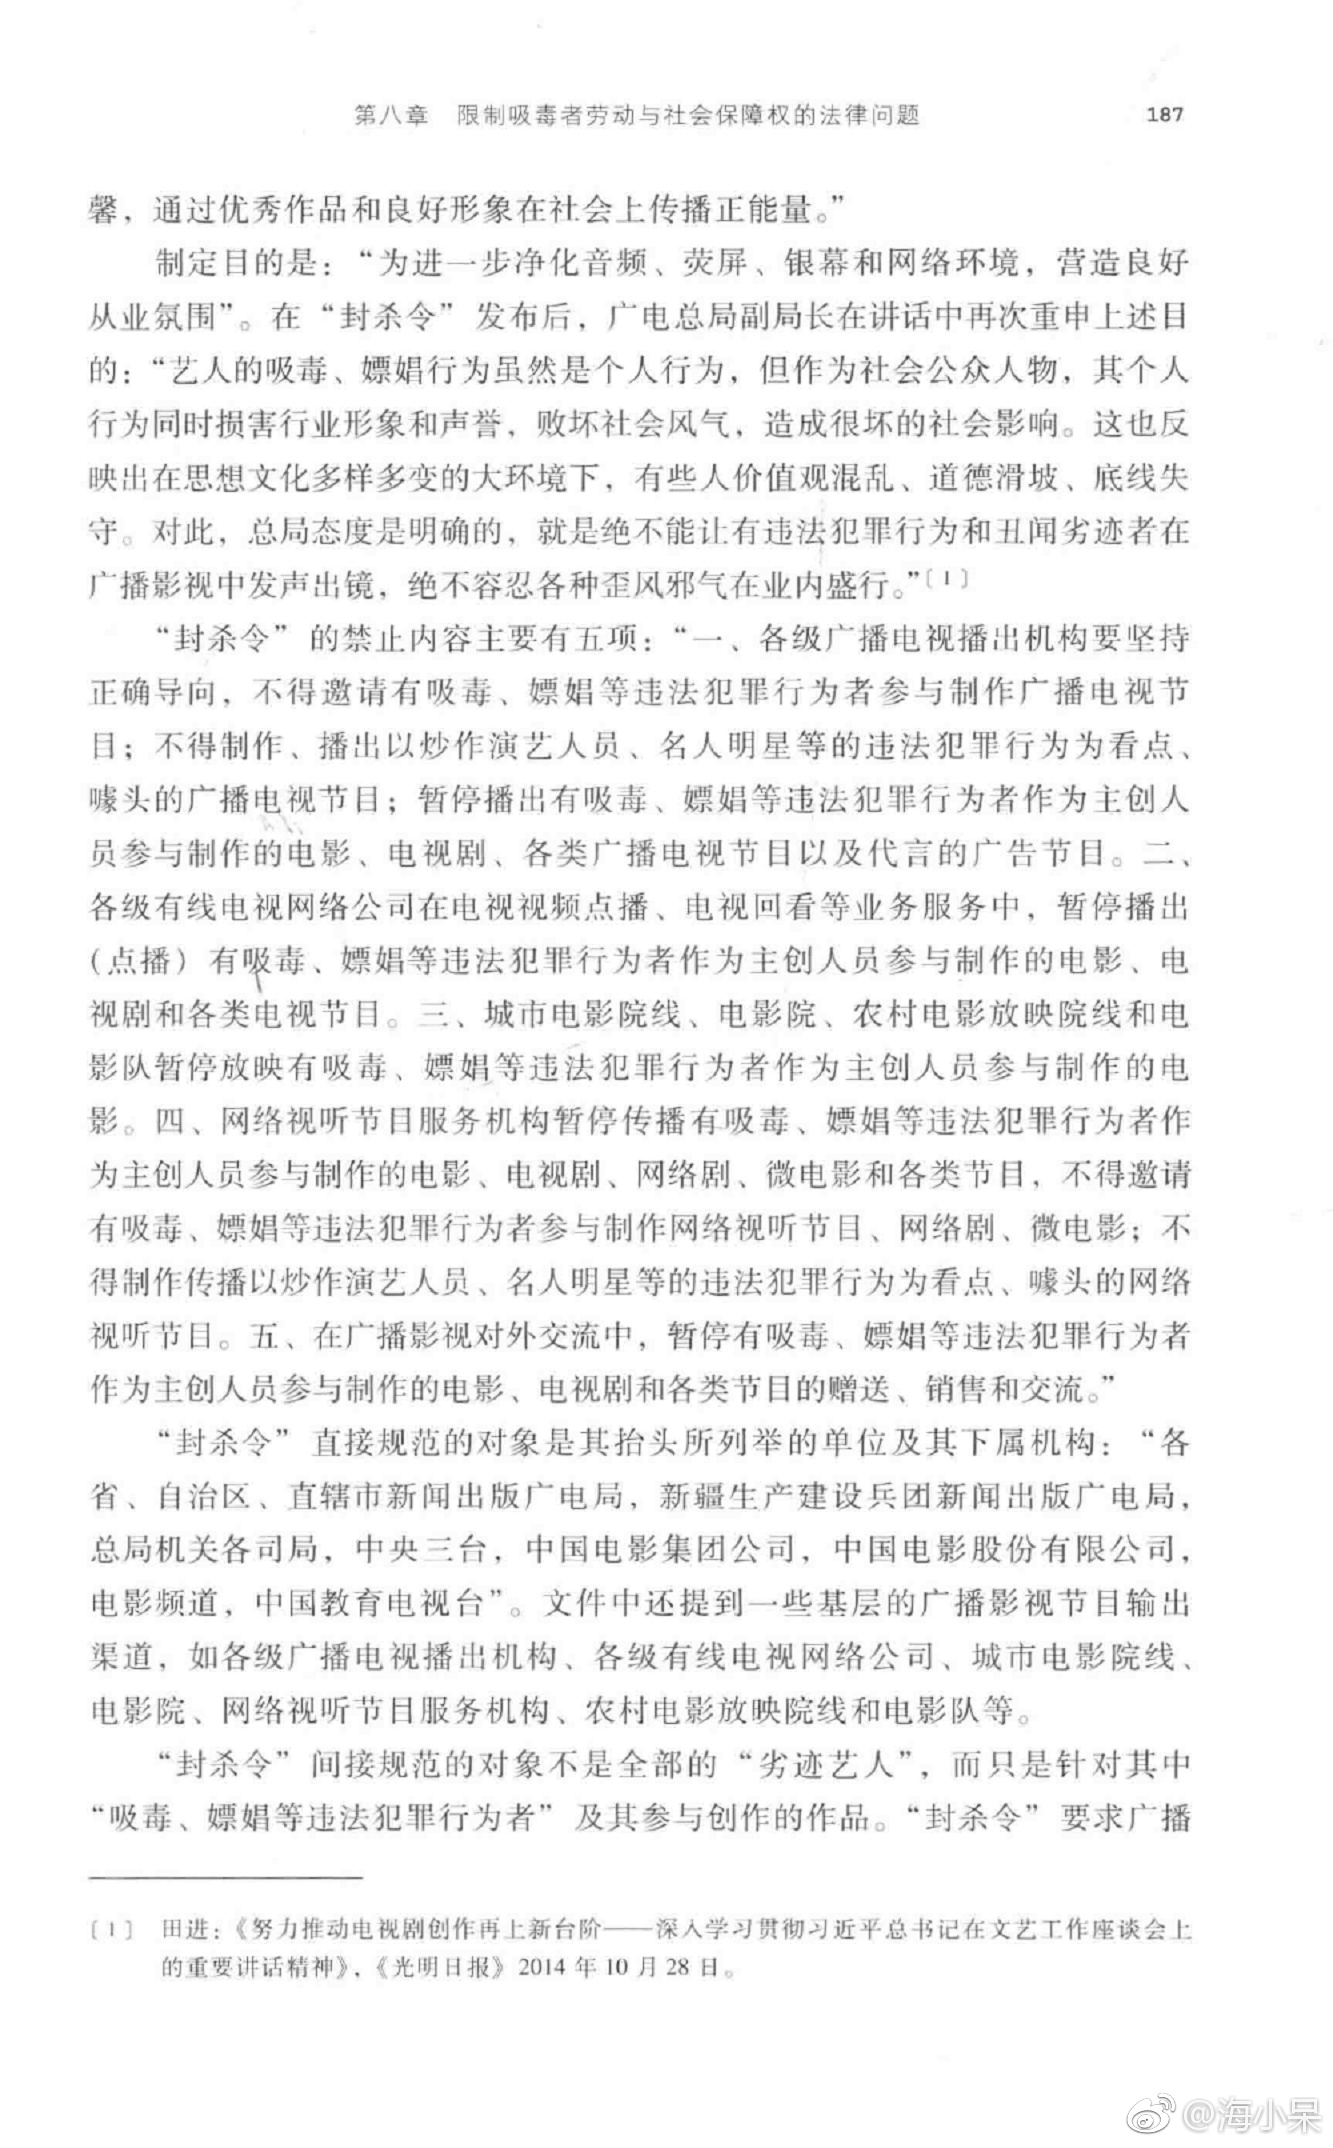 第八章 限制吸毒者劳动与社会保障权的法律问题 187
馨，通过优秀作品和良好形象在社会上传播正能量。”
制定目的是：“为进一步净化音频、荧屏、银幕和网络环境，营造良好
从业氛围”。在“封杀令”发布后，广电总局副局长在讲话中再次重申上述目
的：“艺人的吸毒、嫖娼行为虽然是个人行为，但作为社会公众人物，其个人
行为同时损害行业形象和声誉，败坏社会风气，造成很坏的社会影响。这也反
映出在思想文化多样多变的大环境下，有些人价值观混乱、道德滑坡、底线失
守。对此，总局态度是明确的，就是绝不能让有违法犯罪行为和丑闻劣迹者在
广播影视中发声出镜，绝不容忍各种歪风邪气在业内盛行。”〔1〕
“封杀令”的禁止内容主要有五项：“一、各级广播电视播出机构要坚持
正确导向，不得邀请有吸毒、嫖娼等违法犯罪行为者参与制作广播电视节
目；不得制作、播出以炒作演艺人员、名人明星等的违法犯罪行为为看点、
噱头的广播电视节目；暂停播出有吸毒、嫖娼等违法犯罪行为者作为主创人
员参与制作的电影、电视剧、各类广播电视节目以及代言的广告节目。二、
各级有线电视网络公司在电视视频点播、电视回看等业务服务中，暂停播出
（点播）有吸毒、嫖娼等违法犯罪行为者作为主创人员参与制作的电影、电
视剧和各类电视节目。三、城市电影院线、电影院、农村电影放映院线和电
影队暂停放映有吸毒、嫖娼等违法犯罪行为者作为主创人员参与制作的电
影。四、网络视听节目服务机构暂停传播有吸毒、嫖娼等违法犯罪行为者作
为主创人员参与制作的电影、电视剧、网络剧、微电影和各类节目，不得邀请
有吸毒、嫖娼等违法犯罪行为者参与制作网络视听节目、网络剧、微电影；不
得制作传播以炒作演艺人员、名人明星等的违法犯罪行为为看点、噱头的网络
视听节目。五、在广播影视对外交流中，暂停有吸毒、嫖娼等违法犯罪行为者
作为主创人员参与制作的电影、电视剧和各类节目的赠送、销售和交流。”
“封杀令”直接规范的对象是其抬头所列举的单位及其下属机构：“各
省、自治区、直辖市新闻出版广电局，新疆生产建设兵团新闻出版广电局，
总局机关各司局，中央三台，中国电影集团公司，中国电影股份有限公司，
电影频道，中国教育电视台”。文件中还提到一些基层的广播影视节目输出
渠道，如各级广播电视播出机构、各级有线电视网络公司、城市电影院线、
电影院、网络视听节目服务机构、农村电影放映院线和电影队等。
“封杀令”间接规范的对象不是全部的“劣迹艺人”，而只是针对其中
“吸毒、嫖娼等违法犯罪行为者”及其参与创作的作品。“封杀令”要求广播
〔1〕 田进：《努力推动电视剧创作再上新台阶——深入学习贯彻习近平总书记在文艺工作座谈会上
的重要讲话精神》，《光明日报》2014年10月28日。
@海小呆